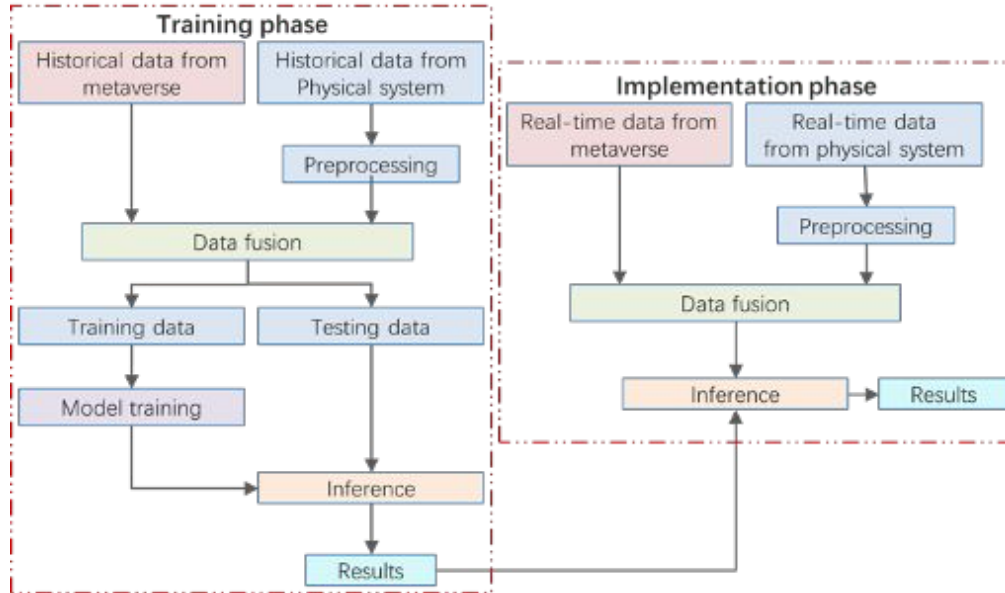 Training phase
Historical data from
metaverse
Historical data from
Physical system
Preprocessing
Data fusion
Training data
Testing data
Model training
Inference
Results
Implementation phase
Real-time data from
metaverse
Real-time data
from physical system
Preprocessing
Data fusion
Inference
Results